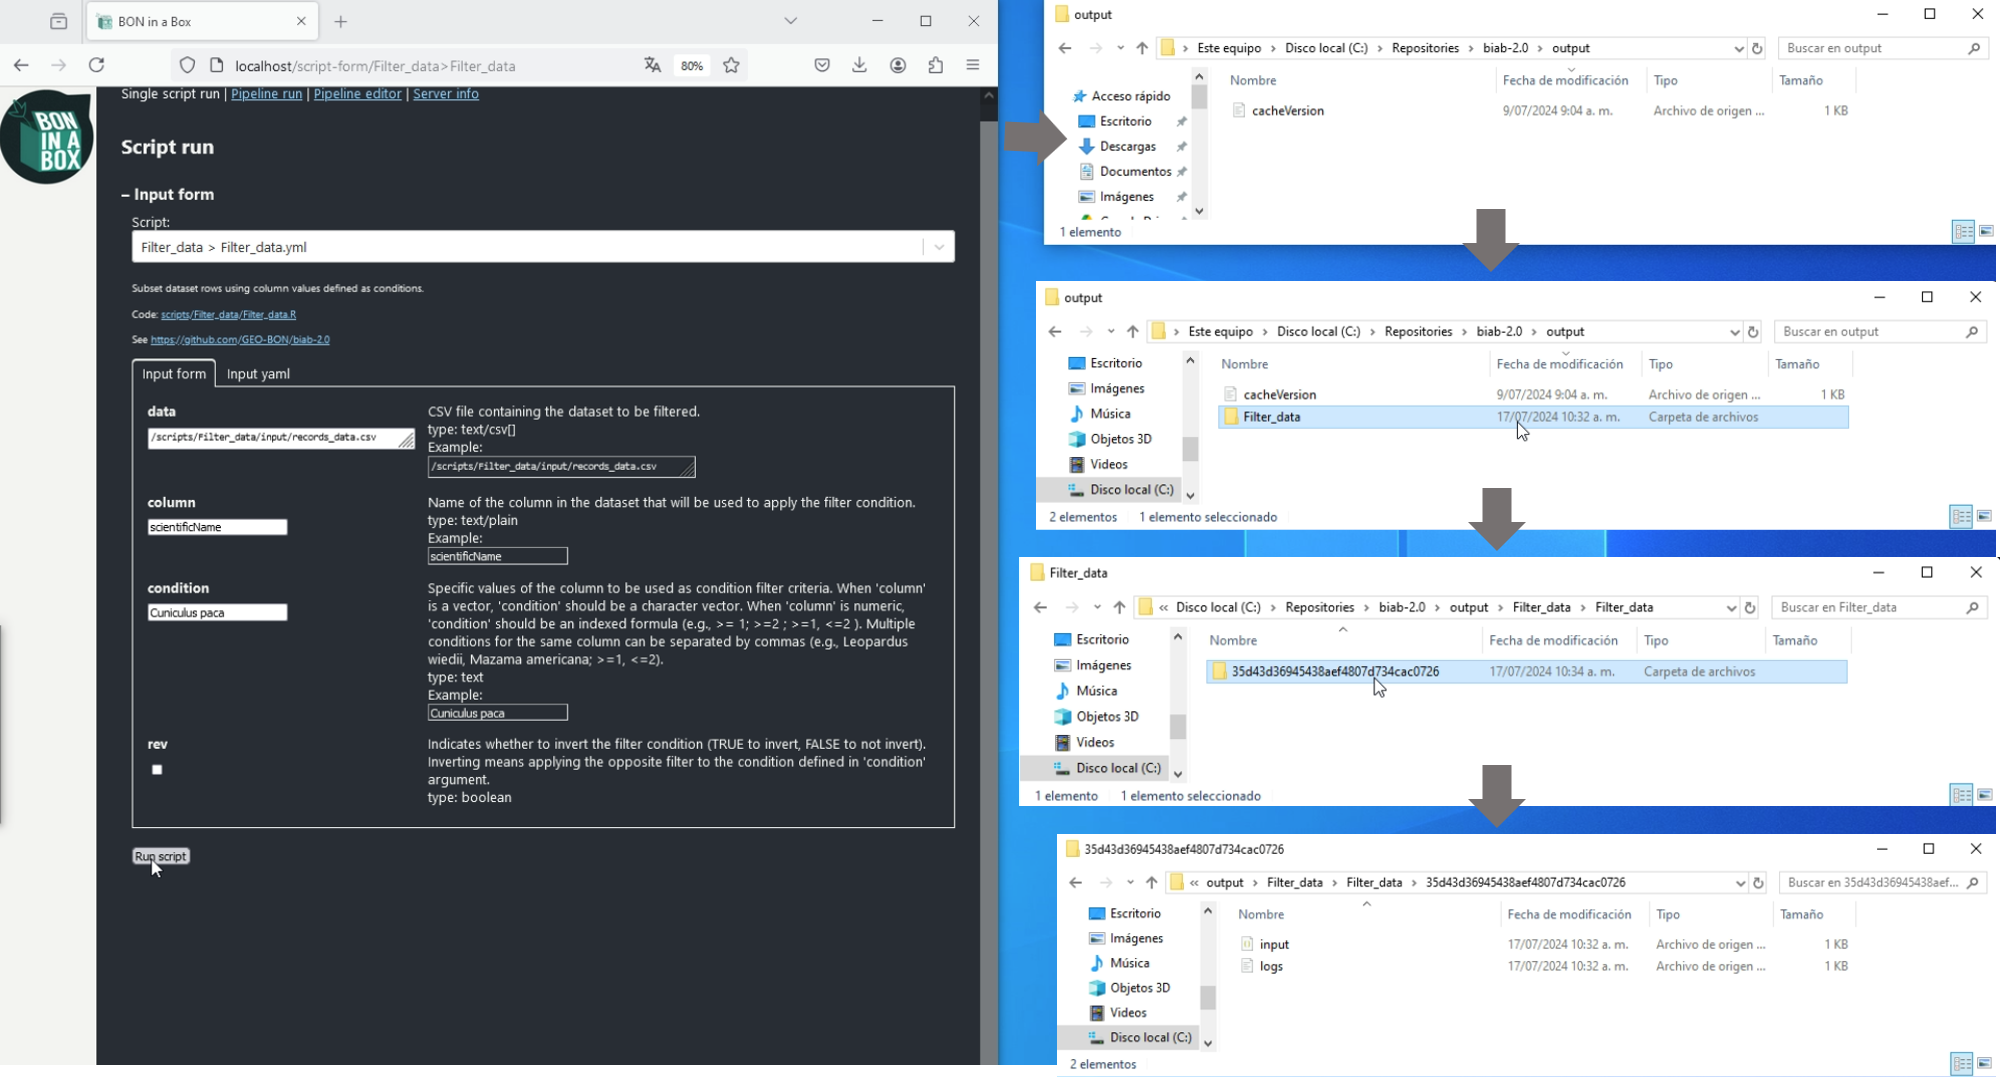 BON in a Box
localhost/script-form/Filter_data>Filter_data
80%
BON
IN A
BOX
Single script run | Pipeline run | Pipeline editor | Server info
Script run
– Input form
Script:
Filter_data > Filter_data.yml
Subset dataset rows using column values defined as conditions.
Code: scripts/Filter_data/Filter_data.R
See https://github.com/GEO-BON/biab-2.0
Input form Input yaml
data
/scripts/Filter_data/input/records_data.csv
CSV file containing the dataset to be filtered.
type: text/csv[]
Example:
/scripts/Filter_data/input/records_data.csv
column
scientificName
Name of the column in the dataset that will be used to apply the filter condition.
type: text/plain
Example:
scientificName
condition
Cuniculus paca
Specific values of the column to be used as condition filter criteria. When 'column'
is a vector, 'condition' should be a character vector. When 'column' is numeric,
'condition' should be an indexed formula (e.g., >= 1; >=2 ; >=1, <=2 ). Multiple
conditions for the same column can be separated by commas (e.g., Leopardus
wiedii, Mazama americana; >=1, <=2).
type: text
Example:
Cuniculus paca
rev
Indicates whether to invert the filter condition (TRUE to invert, FALSE to not invert).
Inverting means applying the opposite filter to the condition defined in 'condition'
argument.
type: boolean
Run script
output
Este equipo > Disco local (C:) > Repositories > biab-2.0 > output
Buscar en output
Acceso rápido
Escritorio
Descargas
Documentos
Imágenes
Nombre Fecha de modificación Tipo Tamaño
cacheVersion 9/07/2024 9:04 a. m. Archivo de origen ... 1 KB
1 elemento
output
Este equipo > Disco local (C:) > Repositories > biab-2.0 > output
Buscar en output
Escritorio
Imágenes
Música
Objetos 3D
Videos
Disco local (C:)
Nombre Fecha de modificación Tipo Tamaño
cacheVersion 9/07/2024 9:04 a. m. Archivo de origen ... 1 KB
Filter_data 17/07/2024 10:32 a. m. Carpeta de archivos
2 elementos 1 elemento seleccionado
Filter_data
« Disco local (C:) > Repositories > biab-2.0 > output > Filter_data > Filter_data
Buscar en Filter_data
Escritorio
Imágenes
Música
Objetos 3D
Videos
Disco local (C:)
Nombre Fecha de modificación Tipo Tamaño
35d43d36945438aef4807d734cac0726 17/07/2024 10:34 a. m. Carpeta de archivos
1 elemento 1 elemento seleccionado
35d43d36945438aef4807d734cac0726
« output > Filter_data > Filter_data > 35d43d36945438aef4807d734cac0726
Buscar en 35d43d36945438aef...
Escritorio
Imágenes
Música
Objetos 3D
Videos
Disco local (C:)
Nombre Fecha de modificación Tipo Tamaño
input 17/07/2024 10:32 a. m. Archivo de origen ... 1 KB
logs 17/07/2024 10:32 a. m. Archivo de origen ... 1 KB
2 elementos